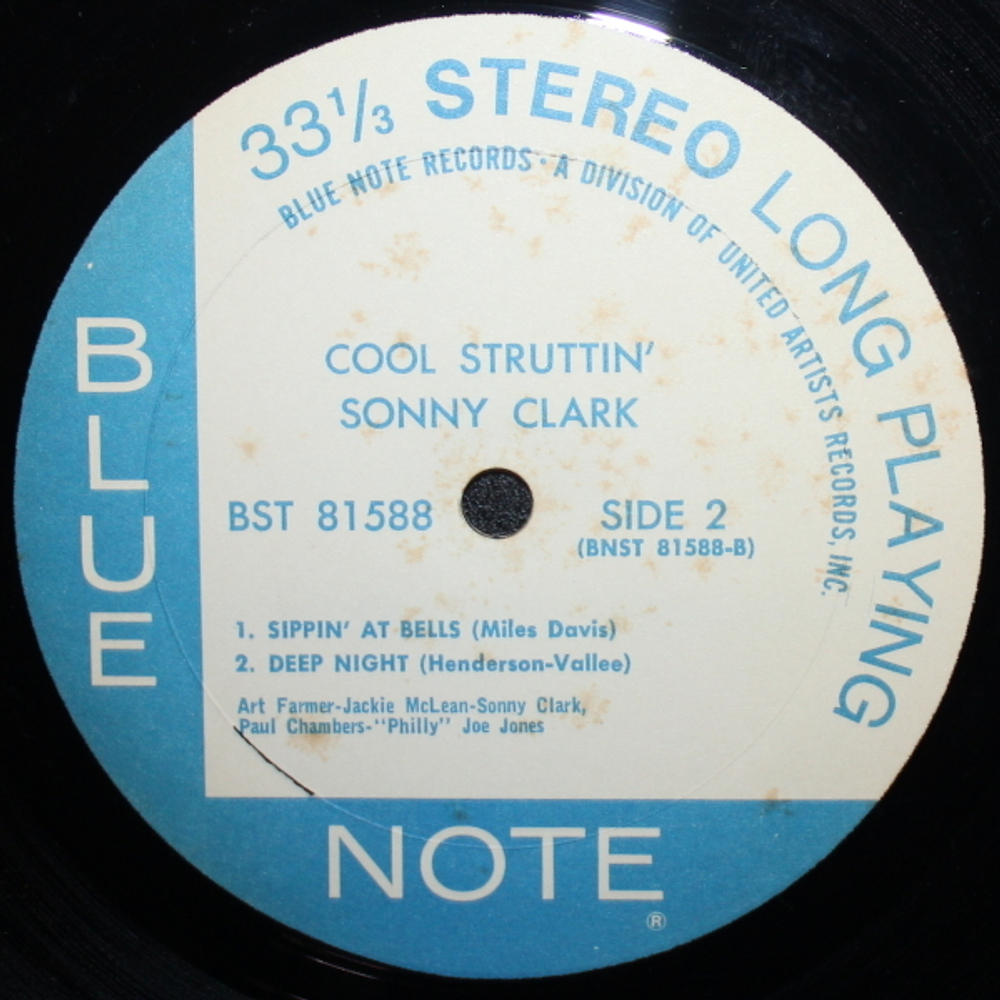 33⅓ STEREO LONG PLAYING
BLUE NOTE RECORDS · A DIVISION OF UNITED ARTISTS RECORDS, INC.
COOL STRUTTIN'
SONNY CLARK
BST 81588
SIDE 2
(BNST 81588-B)
1. SIPPIN' AT BELLS (Miles Davis)
2. DEEP NIGHT (Henderson-Vallee)
Art Farmer-Jackie McLean-Sonny Clark,
Paul Chambers-"Philly" Joe Jones
BLUE
NOTE
®